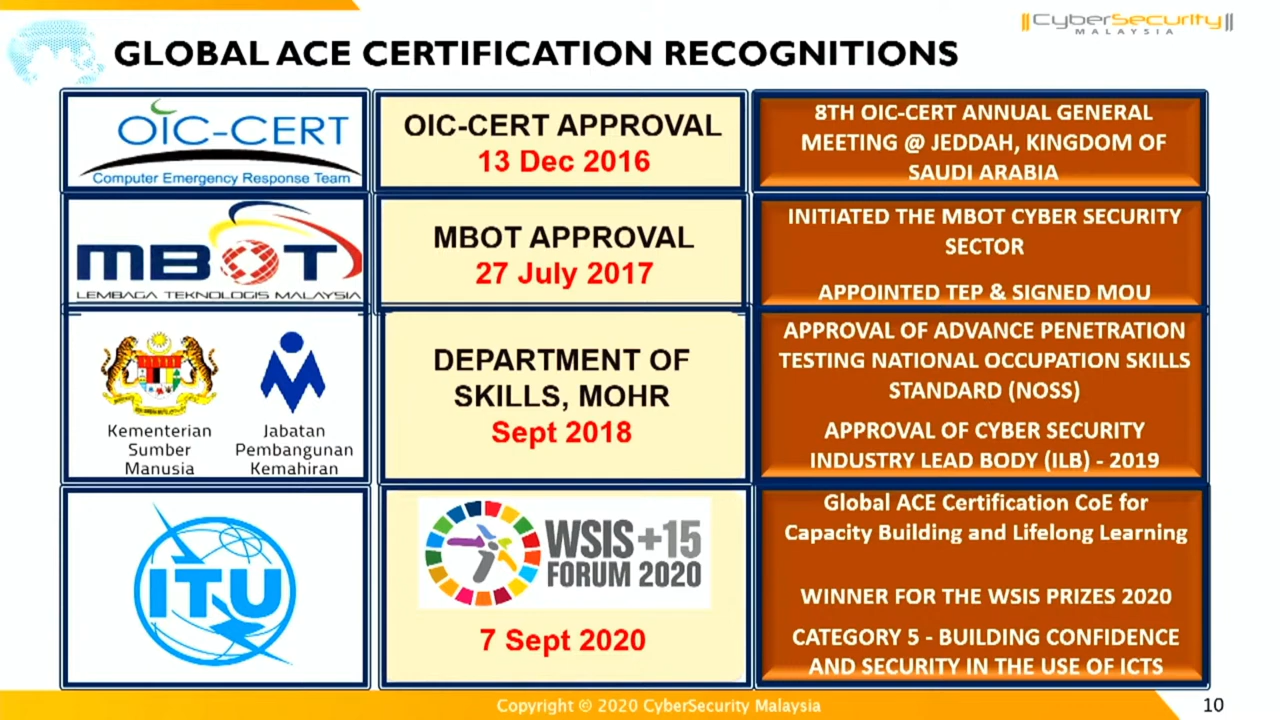 ||CyberSecurity||
MALAYSIA
GLOBAL ACE CERTIFICATION RECOGNITIONS
OIC-CERT
Computer Emergency Response Team
OIC-CERT APPROVAL
13 Dec 2016
8TH OIC-CERT ANNUAL GENERAL
MEETING @ JEDDAH, KINGDOM OF
SAUDI ARABIA
MBOT
LEMBAGA TEKNOLOGIS MALAYSIA
MBOT APPROVAL
27 July 2017
INITIATED THE MBOT CYBER SECURITY
SECTOR
APPOINTED TEP & SIGNED MOU
Kementerian
Sumber
Manusia
Jabatan
Pembangunan
Kemahiran
DEPARTMENT OF
SKILLS, MOHR
Sept 2018
APPROVAL OF ADVANCE PENETRATION
TESTING NATIONAL OCCUPATION SKILLS
STANDARD (NOSS)
APPROVAL OF CYBER SECURITY
INDUSTRY LEAD BODY (ILB) - 2019
ITU
WSIS +15
FORUM 2020
7 Sept 2020
Global ACE Certification CoE for
Capacity Building and Lifelong Learning
WINNER FOR THE WSIS PRIZES 2020
CATEGORY 5 - BUILDING CONFIDENCE
AND SECURITY IN THE USE OF ICTS
Copyright © 2020 CyberSecurity Malaysia
10